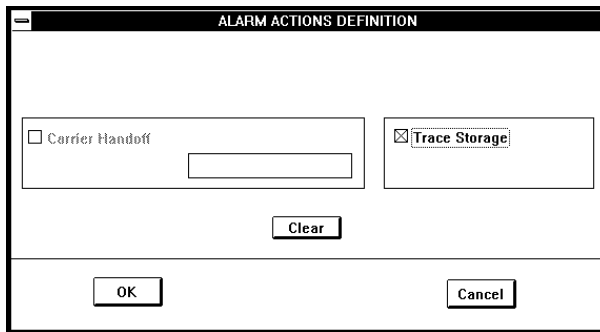 ALARM ACTIONS DEFINITION
Carrier Handoff
Trace Storage
Clear
OK
Cancel